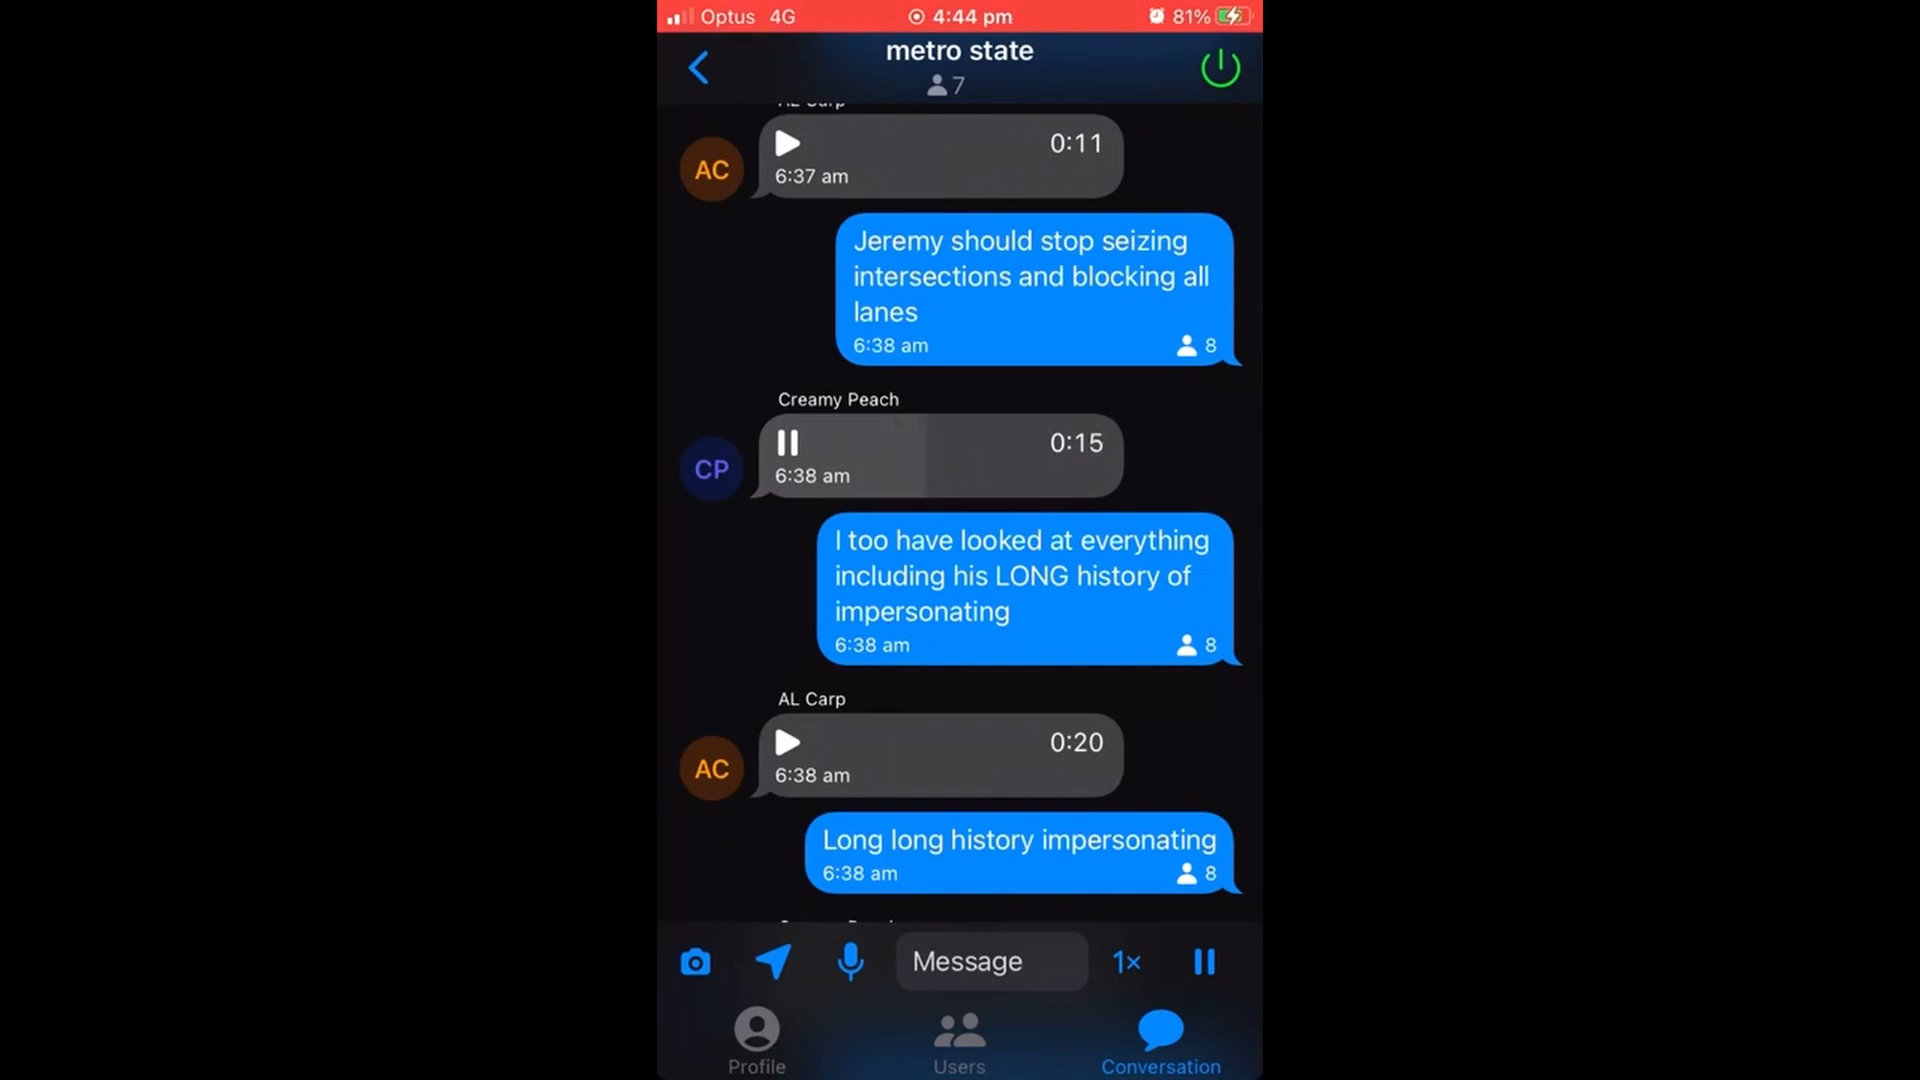 Optus 4G 4:44 pm 81%
metro state
7
AC
0:11
6:37 am
Jeremy should stop seizing
intersections and blocking all
lanes
6:38 am 8
Creamy Peach
CP
0:15
6:38 am
I too have looked at everything
including his LONG history of
impersonating
6:38 am 8
AL Carp
AC
0:20
6:38 am
Long long history impersonating
6:38 am 8
Message 1×
Profile Users Conversation